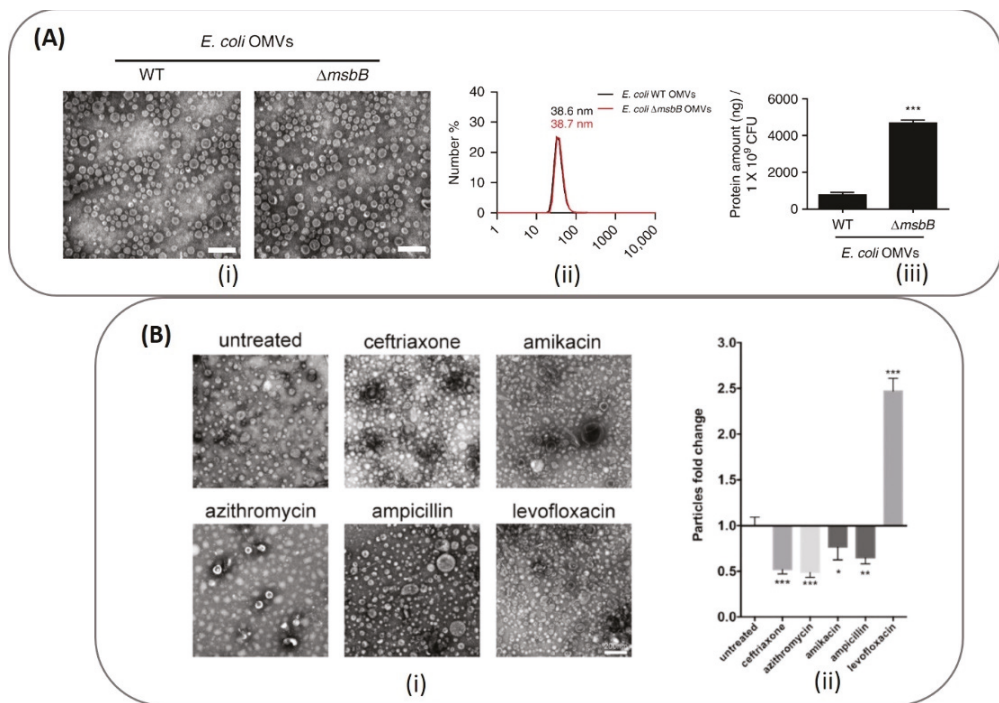 (A)
E. coli OMVs
WT ΔmsbB
(i)
Number %
40
30
20
10
0
1 10 100 1000 10,000
E. coli WT OMVs
E. coli ΔmsbB OMVs
38.6 nm
38.7 nm
(ii)
Protein amount (ng) /
1 X 10⁹ CFU
6000
4000
2000
0
***
WT ΔmsbB
E. coli OMVs
(iii)
(B)
untreated ceftriaxone amikacin
azithromycin ampicillin levofloxacin
(i)
Particles fold change
3.0
2.5
2.0
1.5
1.0
0.5
0.0
***
***
***
*
**
untreated
ceftriaxone
azithromycin
amikacin
ampicillin
levofloxacin
(ii)